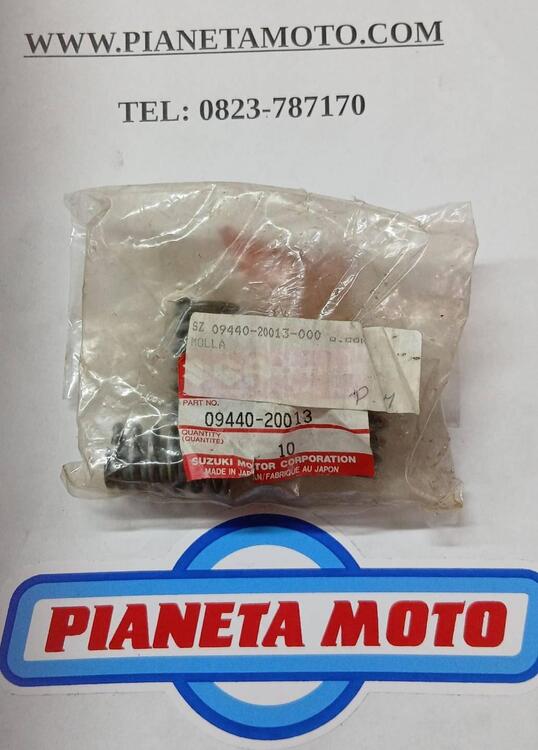 WWW.PIANETAMOTO.COM
TEL: 0823-787170
SZ 09440-20013-000
MOLLA
PART NO.
09440-20013
QUANTITY
(QUANTITE)
10
SUZUKI MOTOR CORPORATION
MADE IN JAPAN/FABRIQUE AU JAPON
PIANETA MOTO